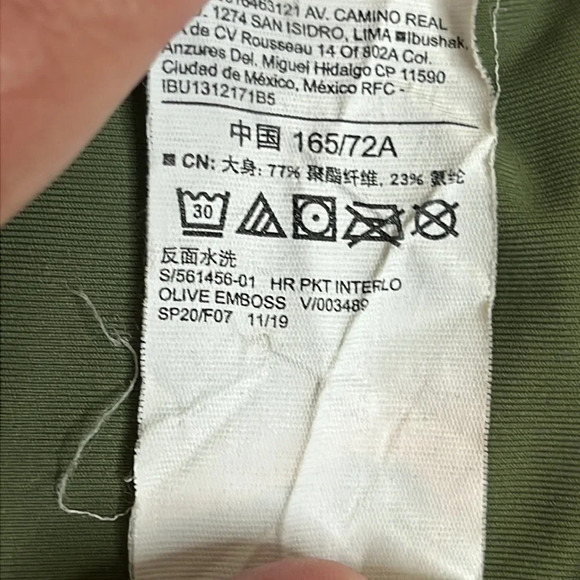 1274 SAN ISIDRO, LIMA ■Ibushak,
de CV Rousseau 14 Of 802A Col.
Anzures Del. Miguel Hidalgo CP 11590
Ciudad de México, México RFC -
IBU1312171B5
中国 165/72A
■ CN: 大身: 77% 聚酯纤维, 23% 氨纶
30
反面水洗
S/561456-01 HR PKT INTERLO
OLIVE EMBOSS V/003489
SP20/F07 11/19